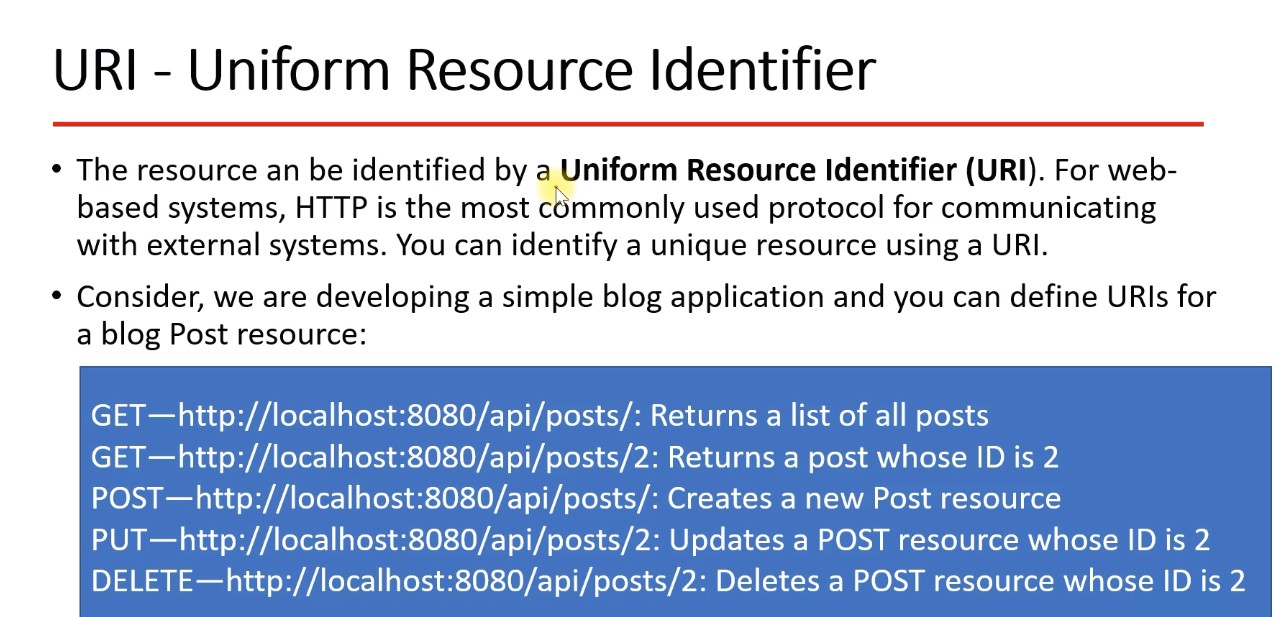 URI - Uniform Resource Identifier
• The resource an be identified by a Uniform Resource Identifier (URI). For web-
based systems, HTTP is the most commonly used protocol for communicating
with external systems. You can identify a unique resource using a URI.
• Consider, we are developing a simple blog application and you can define URIs for
a blog Post resource:
GET—http://localhost:8080/api/posts/: Returns a list of all posts
GET—http://localhost:8080/api/posts/2: Returns a post whose ID is 2
POST—http://localhost:8080/api/posts/: Creates a new Post resource
PUT—http://localhost:8080/api/posts/2: Updates a POST resource whose ID is 2
DELETE—http://localhost:8080/api/posts/2: Deletes a POST resource whose ID is 2